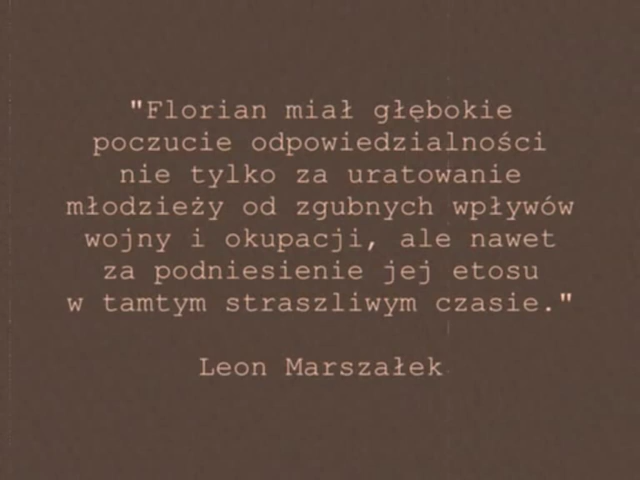 "Florian miał głębokie
poczucie odpowiedzialności
nie tylko za uratowanie
młodzieży od zgubnych wpływów
wojny i okupacji, ale nawet
za podniesienie jej etosu
w tamtym straszliwym czasie."
Leon Marszałek